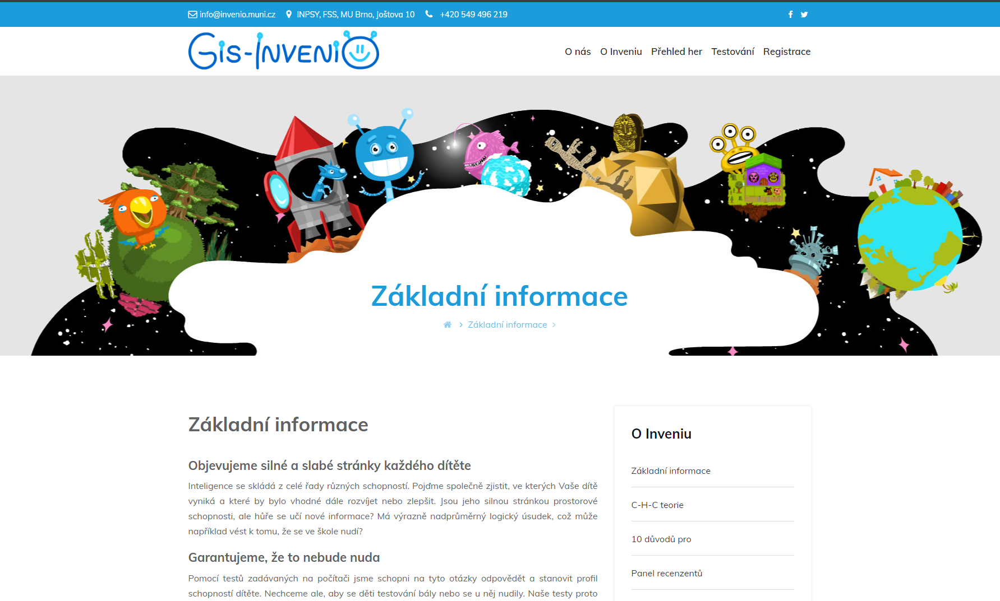 info@invenio.muni.cz INPSY, FSS, MU Brno, Joštova 10 +420 549 496 219
GIS-INVENIO
O nás O Inveniu Přehled her Testování Registrace
Základní informace
Základní informace
Základní informace
Objevujeme silné a slabé stránky každého dítěte
Inteligence se skládá z celé řady různých schopností. Pojďme společně zjistit, ve kterých Vaše dítě
vyniká a které by bylo vhodné dále rozvíjet nebo zlepšit. Jsou jeho silnou stránkou prostorové
schopnosti, ale hůře se učí nové informace? Má výrazně nadprůměrný logický úsudek, což může
například vést k tomu, že se ve škole nudí?
Garantujeme, že to nebude nuda
Pomocí testů zadávaných na počítači jsme schopni na tyto otázky odpovědět a stanovit profil
schopností dítěte. Nechceme ale, aby se děti testování bály nebo se u něj nudily. Naše testy proto
O Inveniu
Základní informace
C-H-C teorie
10 důvodů pro
Panel recenzentů